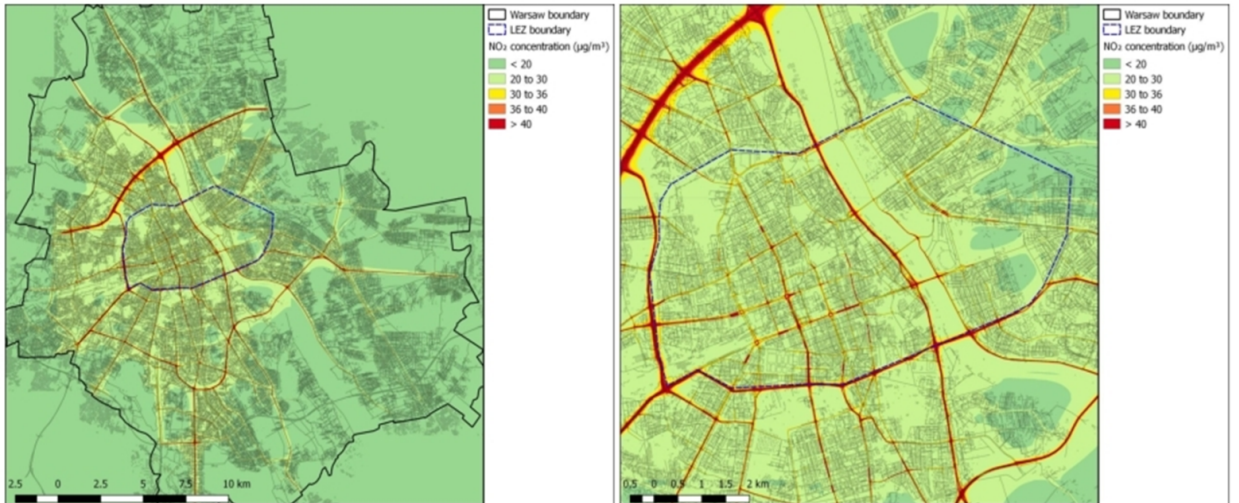 Warsaw boundary
LEZ boundary
NO₂ concentration (µg/m³)
< 20
20 to 30
30 to 36
36 to 40
> 40
2.5 0 2.5 5 7.5 10 km
Warsaw boundary
LEZ boundary
NO₂ concentration (µg/m³)
< 20
20 to 30
30 to 36
36 to 40
> 40
0.5 0 0.5 1 1.5 2 km